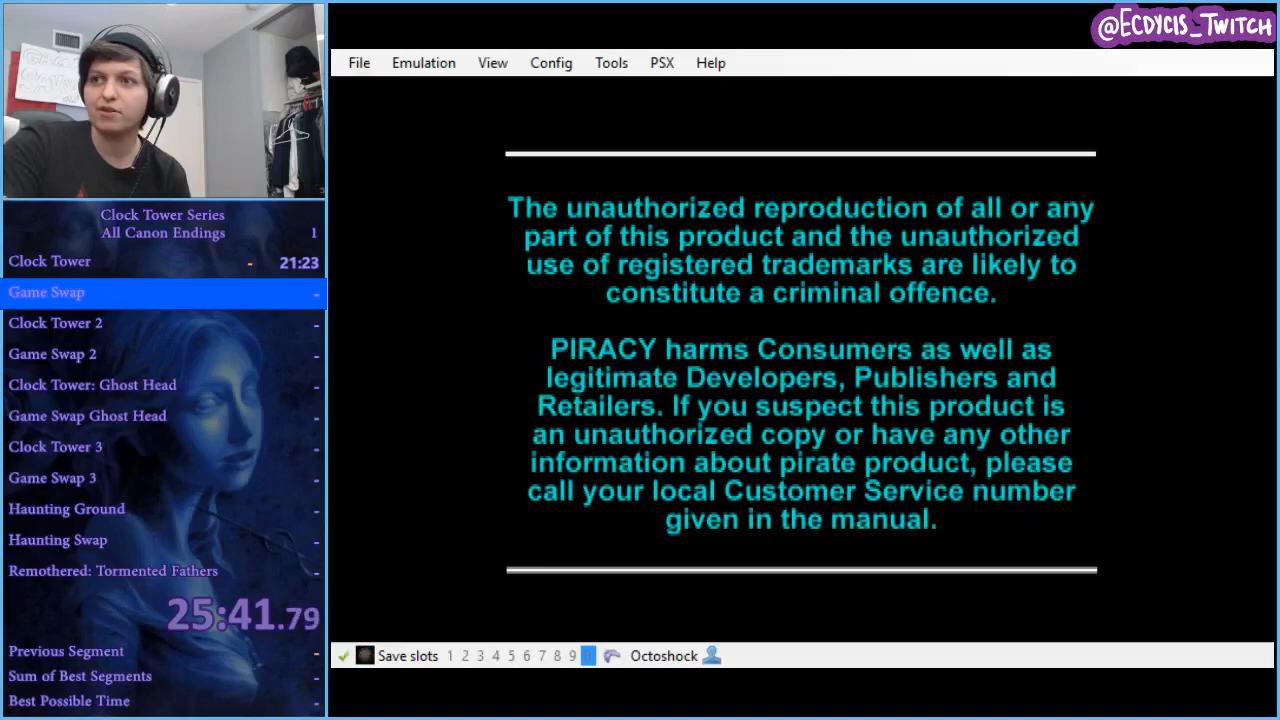 @ECDYCIS_TWITCH
File Emulation View Config Tools PSX Help
Clock Tower Series
All Canon Endings 1
Clock Tower - 21:23
Game Swap -
Clock Tower 2 -
Game Swap 2 -
Clock Tower: Ghost Head -
Game Swap Ghost Head -
Clock Tower 3 -
Game Swap 3 -
Haunting Ground -
Haunting Swap -
Remothered: Tormented Fathers -
25:41.79
Previous Segment -
Sum of Best Segments -
Best Possible Time -
The unauthorized reproduction of all or any
part of this product and the unauthorized
use of registered trademarks are likely to
constitute a criminal offence.
PIRACY harms Consumers as well as
legitimate Developers, Publishers and
Retailers. If you suspect this product is
an unauthorized copy or have any other
information about pirate product, please
call your local Customer Service number
given in the manual.
Save slots 1 2 3 4 5 6 7 8 9 Octoshock